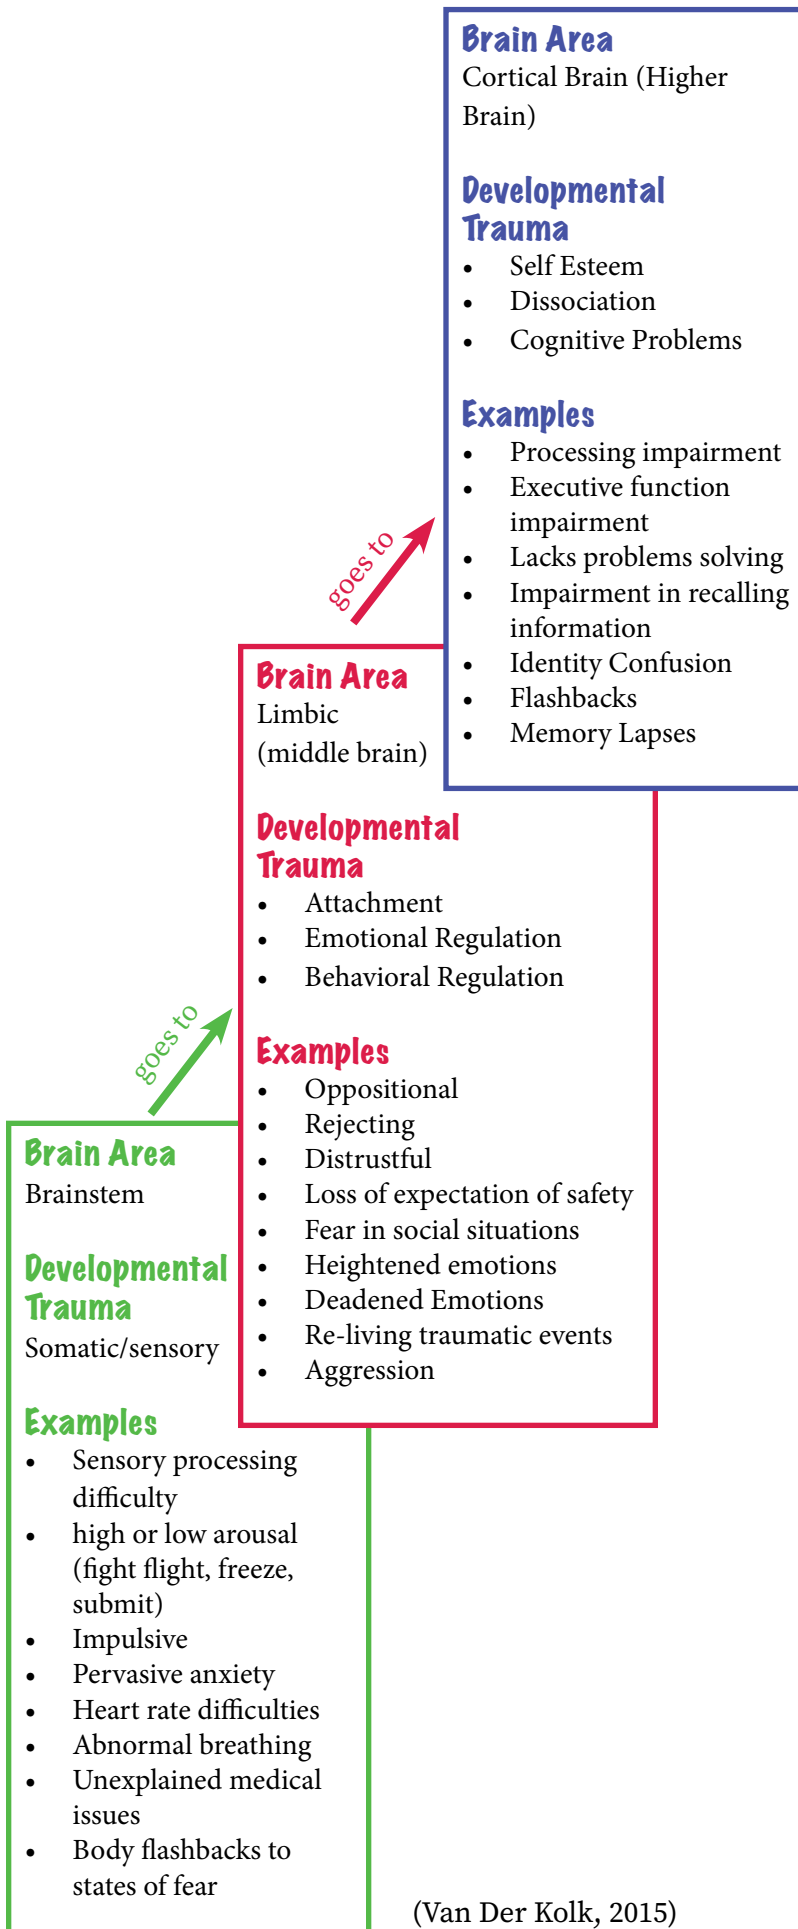 Brain Area
Cortical Brain (Higher
Brain)
Developmental
Trauma
• Self Esteem
• Dissociation
• Cognitive Problems
Examples
• Processing impairment
• Executive function
impairment
• Lacks problems solving
• Impairment in recalling
information
• Identity Confusion
• Flashbacks
• Memory Lapses
goes to
Brain Area
Limbic
(middle brain)
Developmental
Trauma
• Attachment
• Emotional Regulation
• Behavioral Regulation
Examples
• Oppositional
• Rejecting
• Distrustful
• Loss of expectation of safety
• Fear in social situations
• Heightened emotions
• Deadened Emotions
• Re-living traumatic events
• Aggression
goes to
Brain Area
Brainstem
Developmental
Trauma
Somatic/sensory
Examples
• Sensory processing
difficulty
• high or low arousal
(fight flight, freeze,
submit)
• Impulsive
• Pervasive anxiety
• Heart rate difficulties
• Abnormal breathing
• Unexplained medical
issues
• Body flashbacks to
states of fear
(Van Der Kolk, 2015)